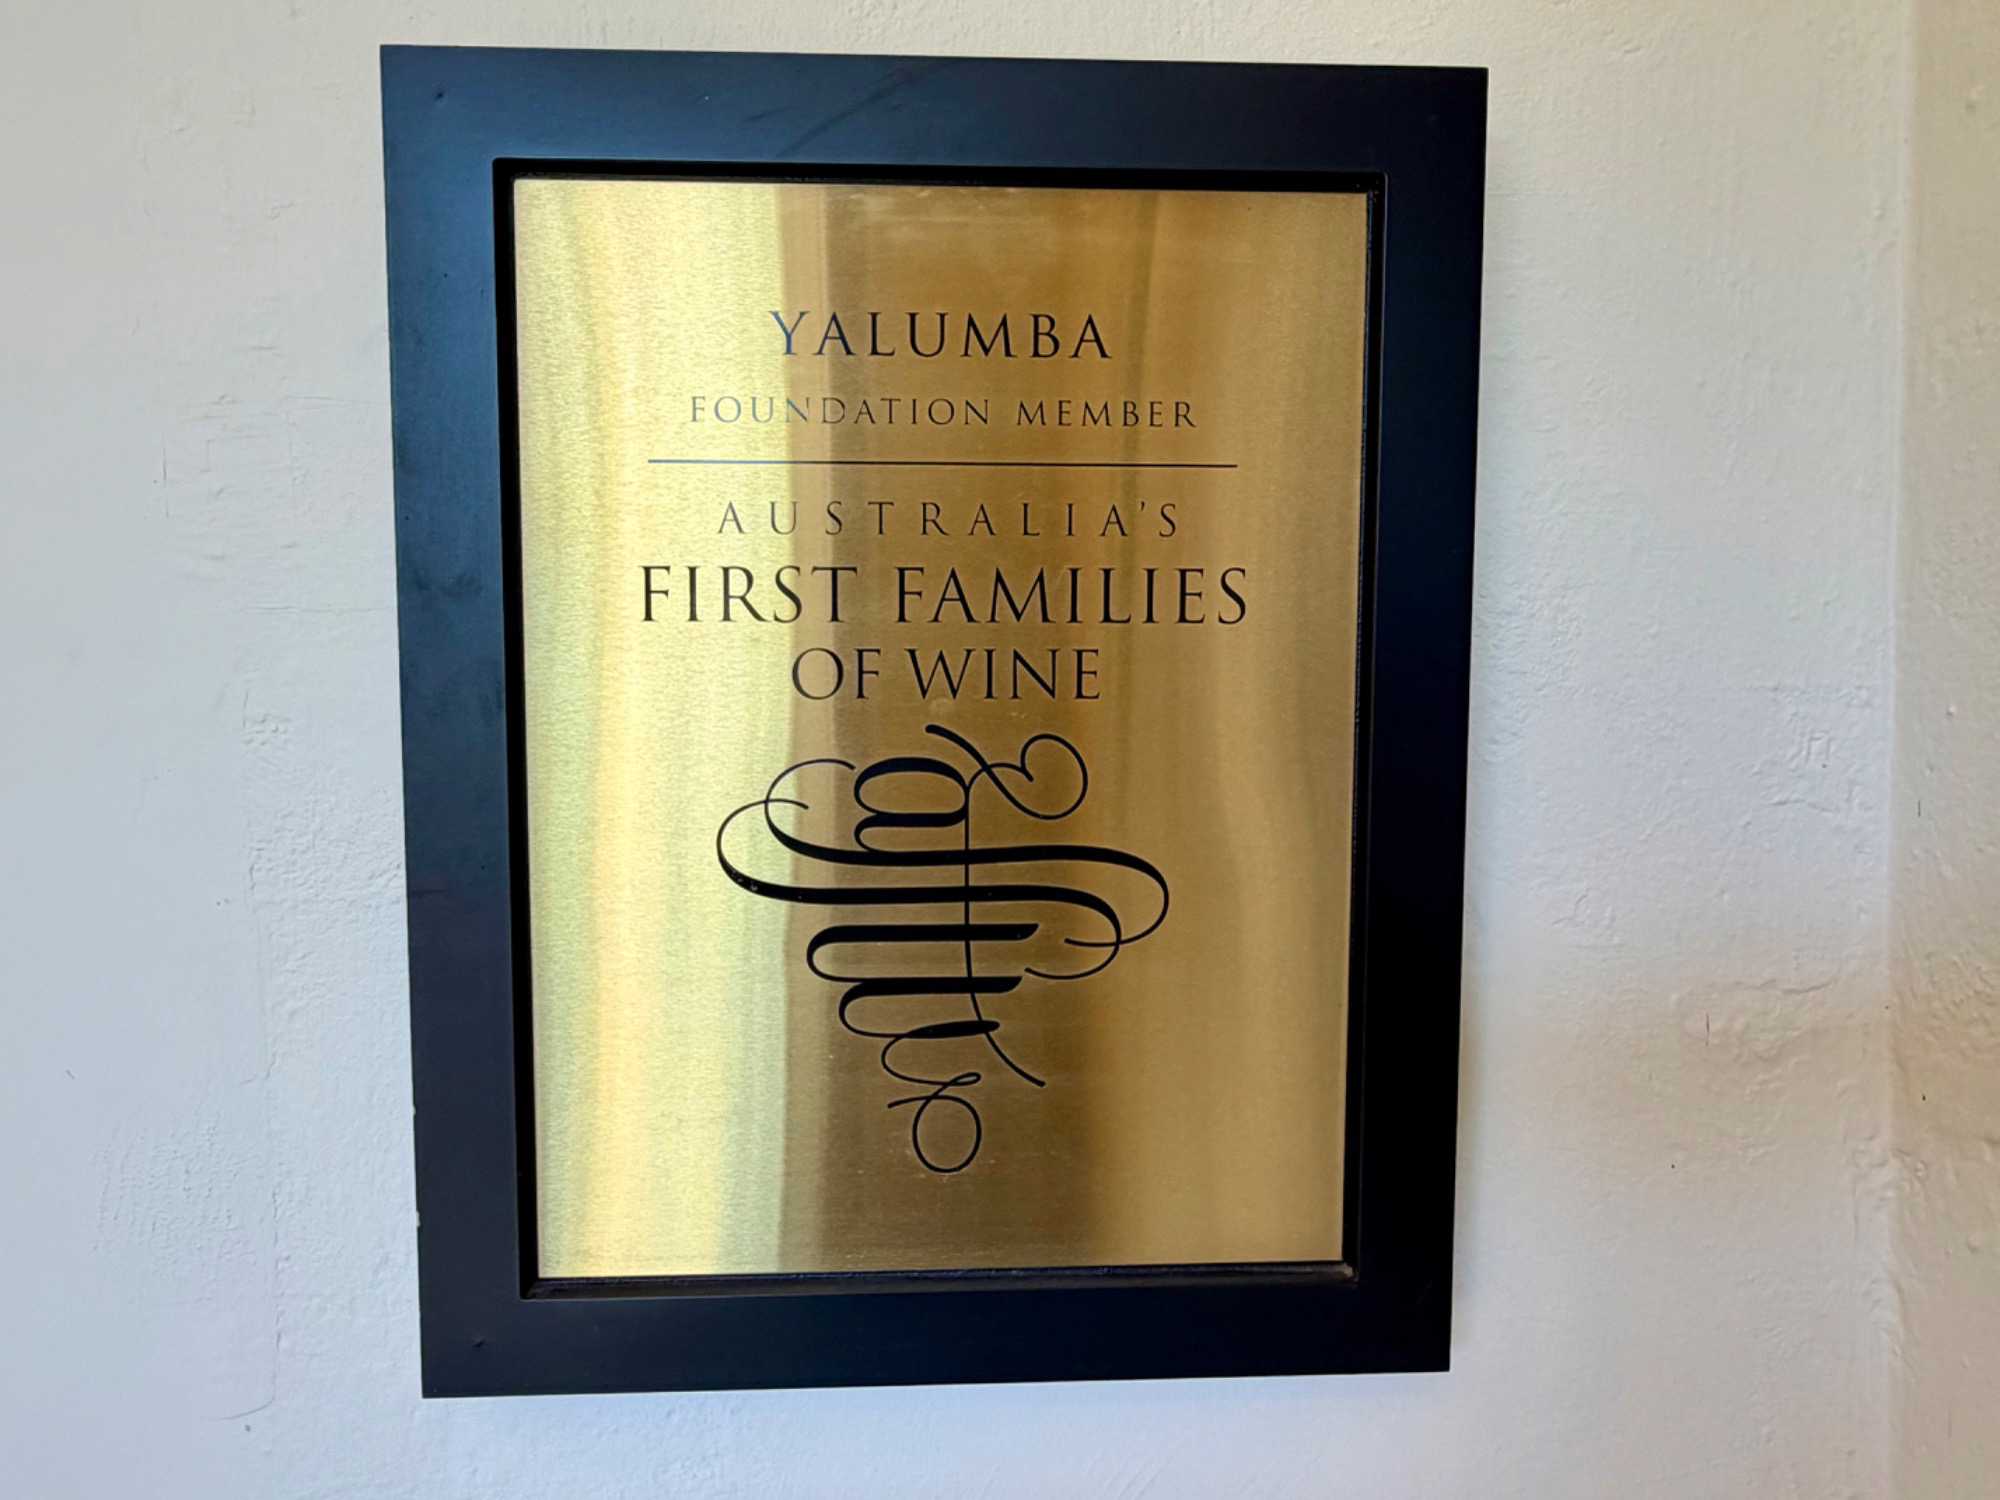 YALUMBA
FOUNDATION MEMBER
AUSTRALIA'S
FIRST FAMILIES
OF WINE